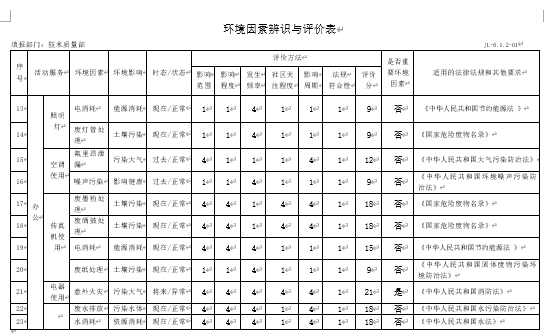 环境因素辨识与评价表
填报部门：技术质量部 JL-6.1.2-01
序号 活动服务 环境因素 环境影响 时态/状态 评价方法 是否重要环境因素 适用的法律法规和其他要求
影响范围 影响程度 发生频率 社区关注程度 影响周期 法规符合性 评价分
办公
13 照明灯 电消耗 能源消耗 现在/正常 1 1 4 1 1 1 9 否 《中华人民共和国节约能源法 》
14 废灯管处理 土壤污染 现在/正常 1 1 4 1 1 1 9 否 《国家危险废物名录》
15 空调使用 氟里昂泄漏 污染大气 过去/正常 4 1 1 1 4 1 12 否 《中华人民共和国大气污染防治法》
16 噪声污染 影响健康 过去/正常 1 1 4 1 1 1 9 否 《中华人民共和国环境噪声污染防治法》
17 传真机使用 废墨粉处理 土壤污染 现在/正常 4 4 4 1 4 1 18 否 《国家危险废物名录》
18 废硒鼓处理 土壤污染 现在/正常 4 4 4 1 4 1 18 否 《国家危险废物名录》
19 电消耗 能源消耗 现在/正常 4 4 4 1 1 1 15 否 《中华人民共和国节约能源法 》
20 废纸处理 土壤污染 现在/正常 1 1 4 1 1 1 9 否 《中华人民共和国固体废物污染环境防治法》
21 电器使用 意外火灾 污染大气 将来/异常 4 4 1 4 4 4 21 是 《中华人民共和国消防法》
22 废水排放 污染水体 现在/正常 4 4 4 1 4 1 18 否 《中华人民共和国水污染防治法》
23 水消耗 资源消耗 现在/正常 4 4 4 1 4 1 18 否 《中华人民共和国水法》